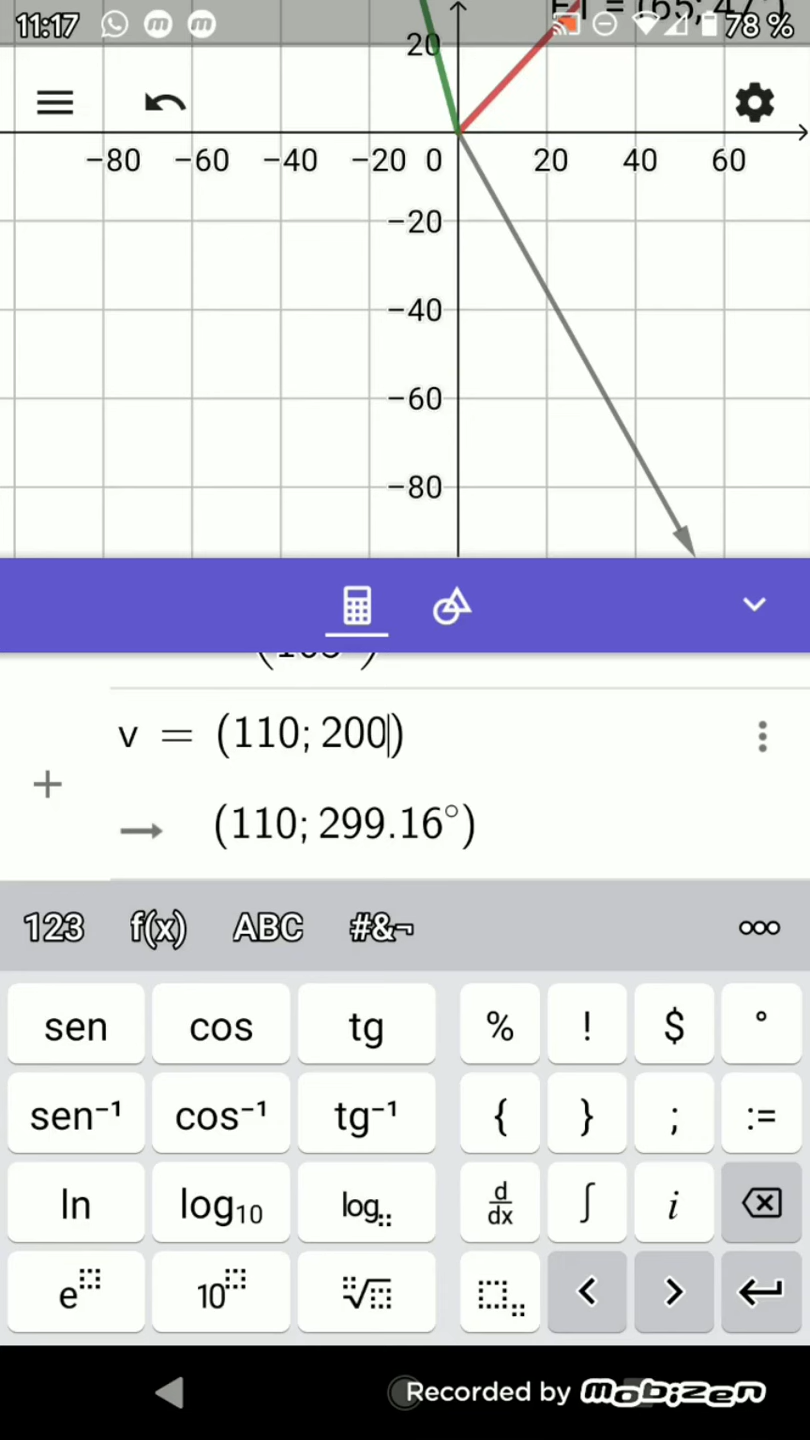 11:17 78 %
20
−80 −60 −40 −20 0 20 40 60
−20
−40
−60
−80
v = (110; 200)
(110; 299.16°)
123 f(x) ABC #&¬
sen cos tg % ! $ °
sen⁻¹ cos⁻¹ tg⁻¹ { } ; :=
ln log₁₀ log d/dx ∫ i
e 10 √ < >
Recorded by mobizen